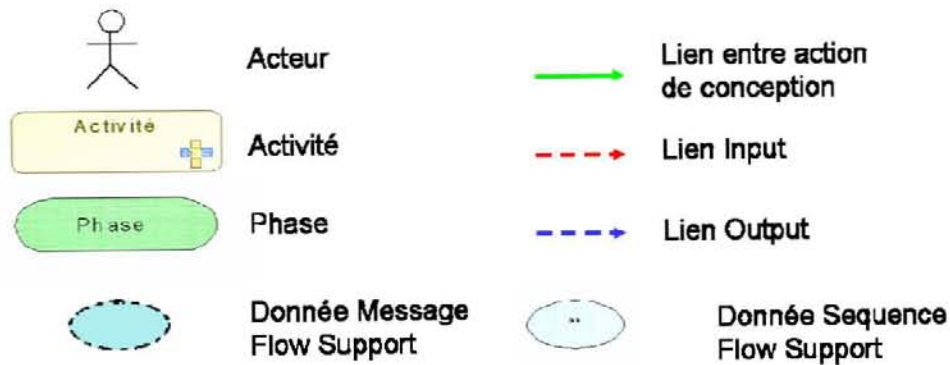 Acteur
Lien entre action
de conception
Activité
Activité
Lien Input
Phase
Phase
Lien Output
Donnée Message
Flow Support
Donnée Sequence
Flow Support